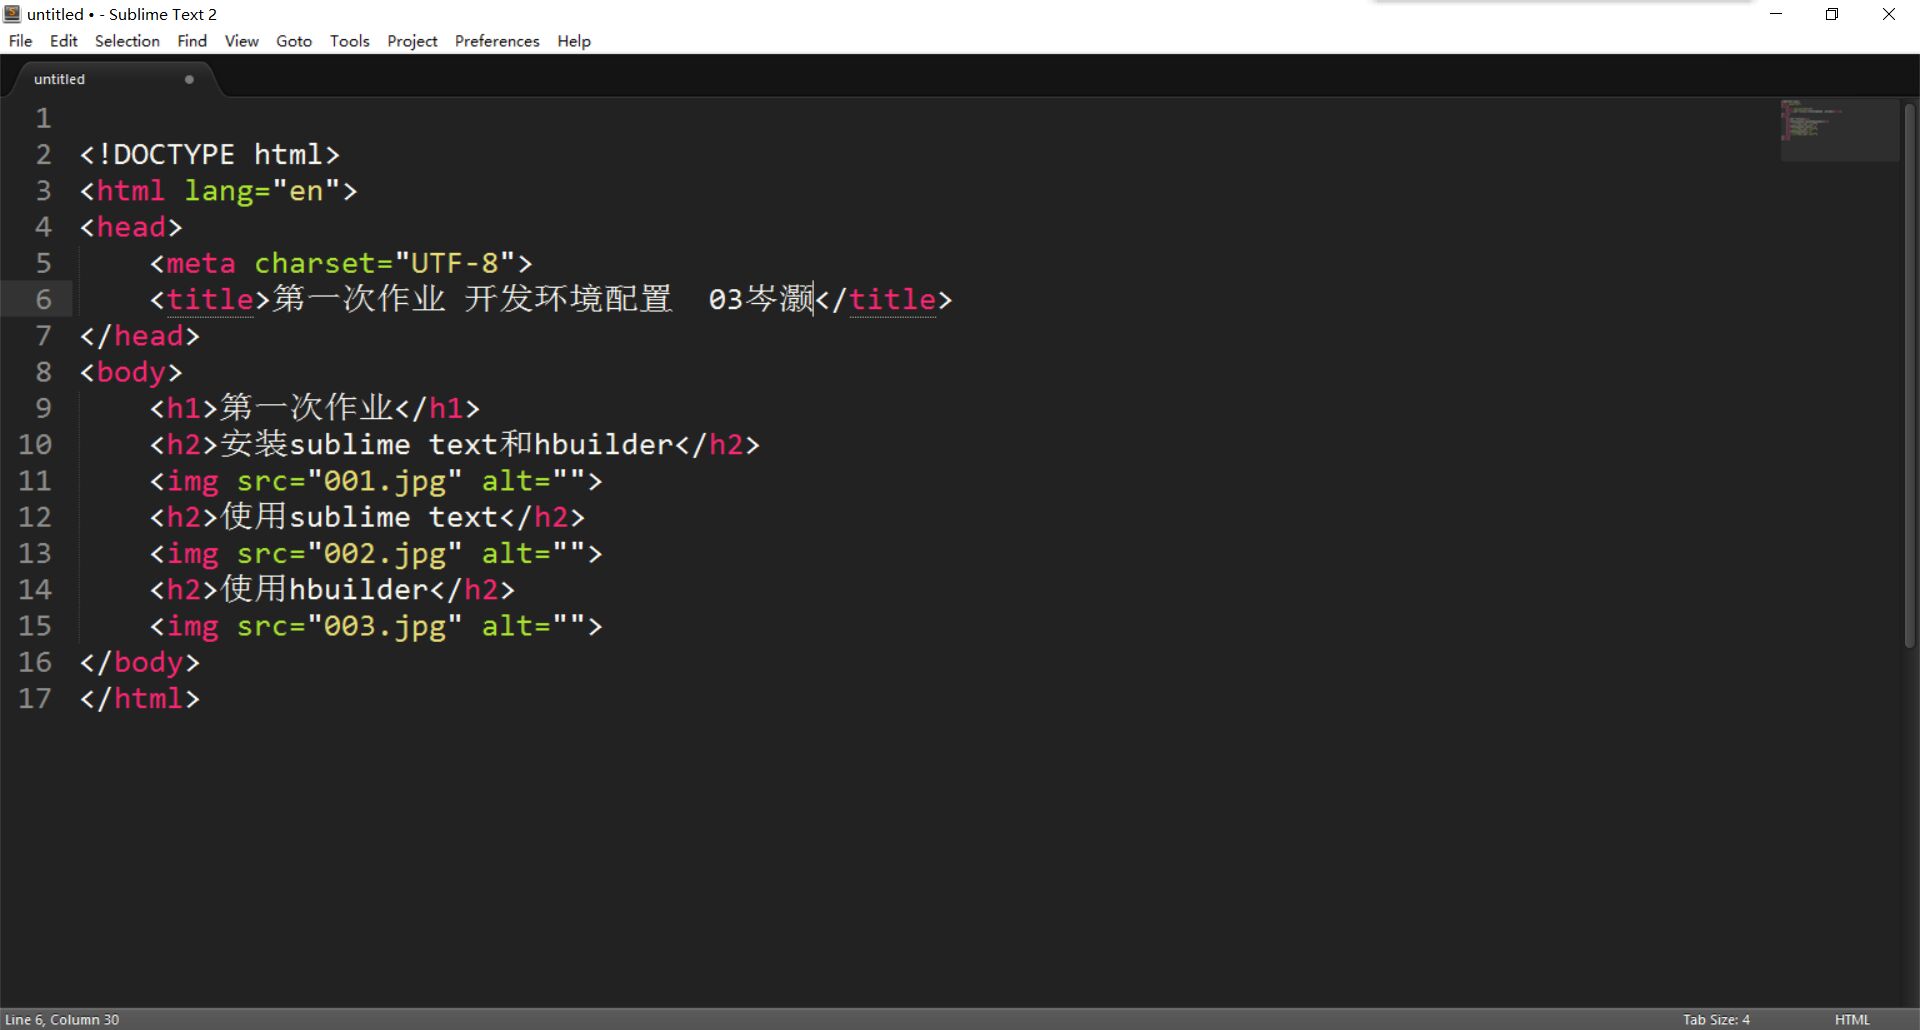 untitled • - Sublime Text 2
File Edit Selection Find View Goto Tools Project Preferences Help
untitled
1
2 <!DOCTYPE html>
3 <html lang="en">
4 <head>
5     <meta charset="UTF-8">
6     <title>第一次作业 开发环境配置  03岑灏</title>
7 </head>
8 <body>
9     <h1>第一次作业</h1>
10     <h2>安装sublime text和hbuilder</h2>
11     <img src="001.jpg" alt="">
12     <h2>使用sublime text</h2>
13     <img src="002.jpg" alt="">
14     <h2>使用hbuilder</h2>
15     <img src="003.jpg" alt="">
16 </body>
17 </html>
Line 6, Column 30 Tab Size: 4 HTML